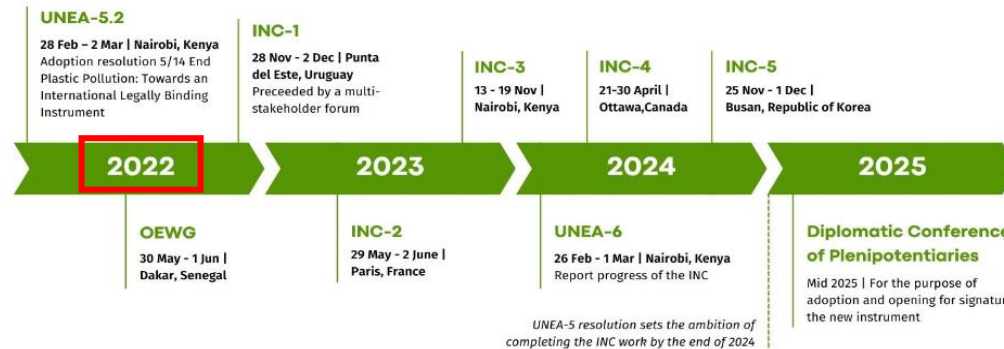 UNEA-5.2
28 Feb – 2 Mar | Nairobi, Kenya
Adoption resolution 5/14 End
Plastic Pollution: Towards an
International Legally Binding
Instrument
INC-1
28 Nov - 2 Dec | Punta
del Este, Uruguay
Preceeded by a multi-
stakeholder forum
INC-3
13 - 19 Nov |
Nairobi, Kenya
INC-4
21-30 April |
Ottawa,Canada
INC-5
25 Nov - 1 Dec |
Busan, Republic of Korea
2022
2023
2024
2025
OEWG
30 May - 1 Jun |
Dakar, Senegal
INC-2
29 May - 2 June |
Paris, France
UNEA-6
26 Feb - 1 Mar | Nairobi, Kenya
Report progress of the INC
Diplomatic Conference
of Plenipotentiaries
Mid 2025 | For the purpose of
adoption and opening for signatur
the new instrument
UNEA-5 resolution sets the ambition of
completing the INC work by the end of 2024